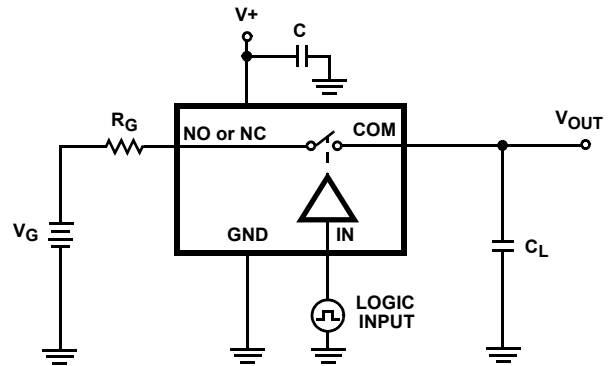 V+
C
RG
NO or NC
COM
VOUT
VG
GND
IN
CL
LOGIC
INPUT